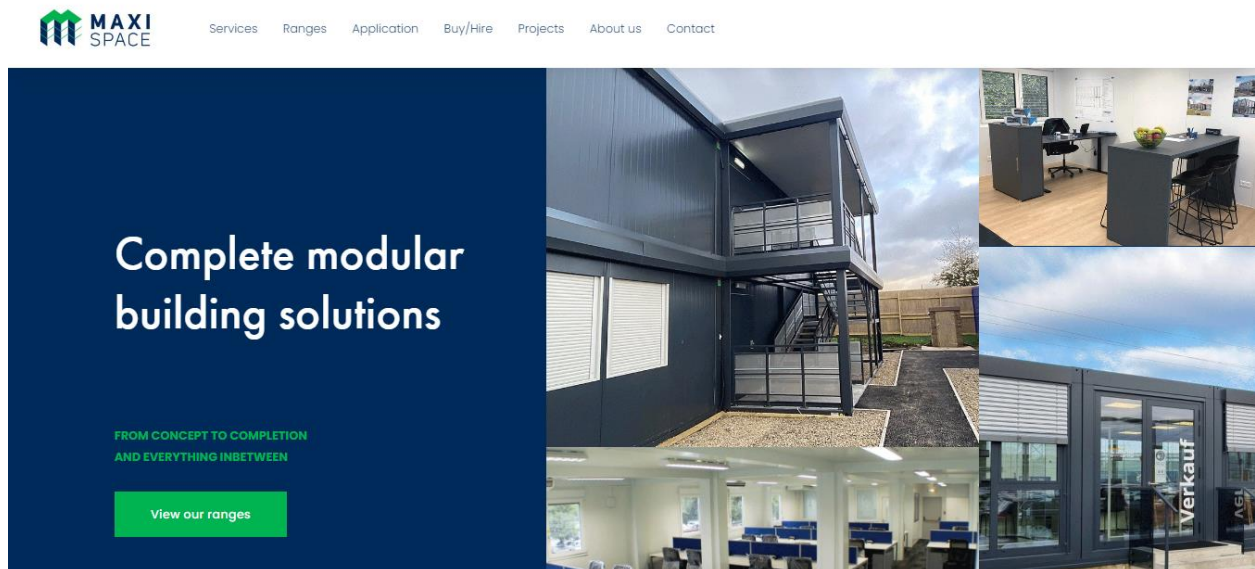 MAXI
SPACE
Services Ranges Application Buy/Hire Projects About us Contact
Complete modular
building solutions
FROM CONCEPT TO COMPLETION
AND EVERYTHING INBETWEEN
View our ranges
Verkauf